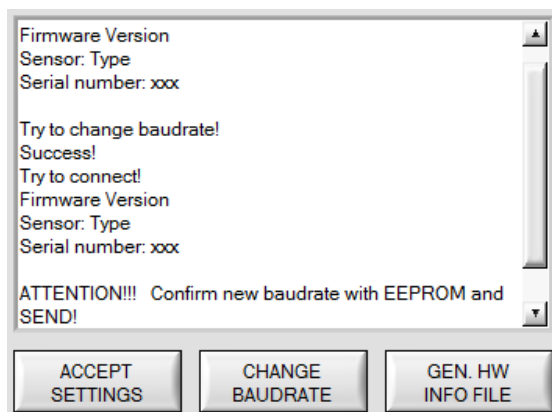 Firmware Version
Sensor: Type
Serial number: xxx
Try to change baudrate!
Success!
Try to connect!
Firmware Version
Sensor: Type
Serial number: xxx
ATTENTION!!!   Confirm new baudrate with EEPROM and
SEND!
ACCEPT
SETTINGS
CHANGE
BAUDRATE
GEN. HW
INFO FILE